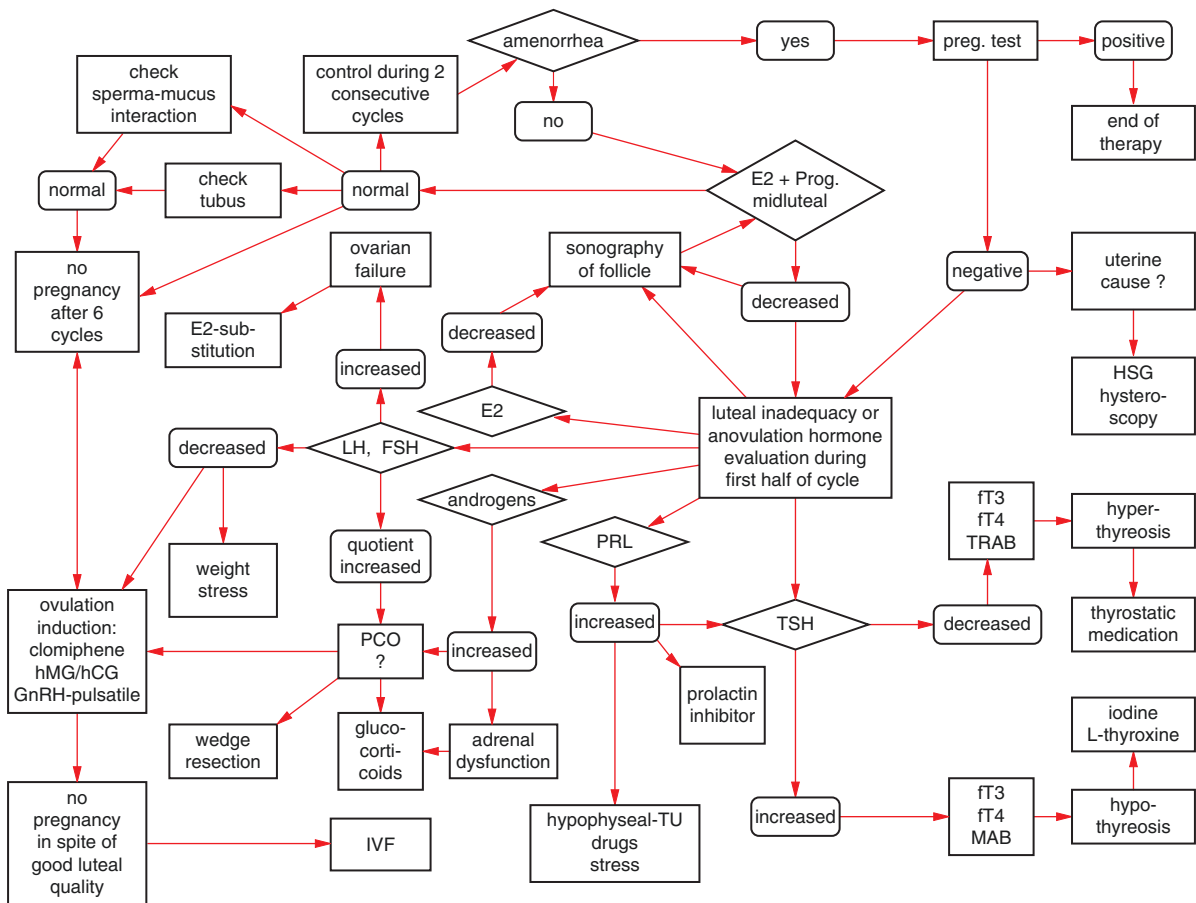 amenorrhea
yes
preg. test
positive
check
sperma-mucus
interaction
control during 2
consecutive
cycles
no
end of
therapy
normal
check
tubus
normal
E2 + Prog.
midluteal
no
pregnancy
after 6
cycles
ovarian
failure
sonography
of follicle
negative
uterine
cause ?
decreased
E2-sub-
stitution
decreased
increased
HSG
hystero-
scopy
E2
luteal inadequacy or
anovulation hormone
evaluation during
first half of cycle
decreased
LH, FSH
androgens
fT3
fT4
TRAB
hyper-
thyreosis
PRL
quotient
increased
weight
stress
ovulation
induction:
clomiphene
hMG/hCG
GnRH-pulsatile
increased
TSH
decreased
thyrostatic
medication
PCO
?
increased
prolactin
inhibitor
wedge
resection
gluco-
corti-
coids
adrenal
dysfunction
iodine
L-thyroxine
no
pregnancy
in spite of
good luteal
quality
IVF
hypophyseal-TU
drugs
stress
increased
fT3
fT4
MAB
hypo-
thyreosis